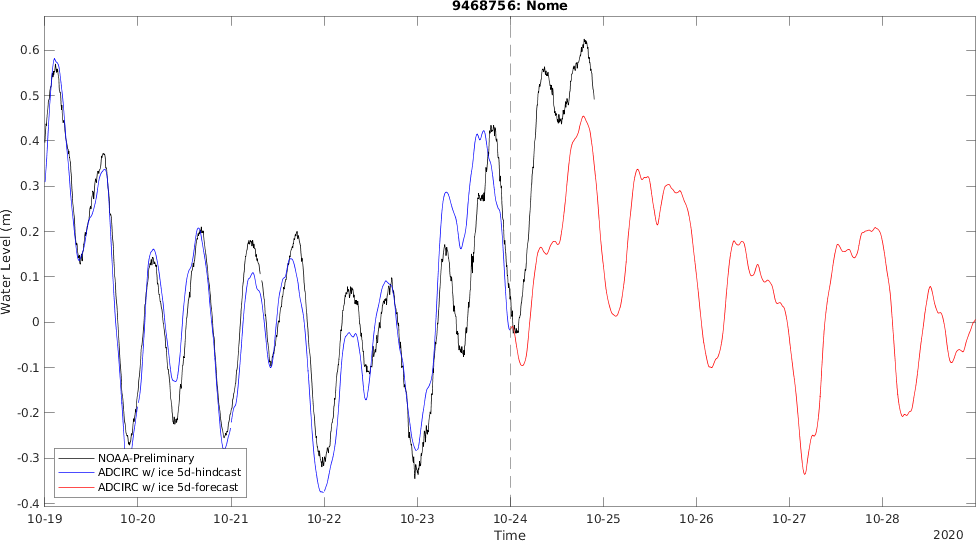 9468756: Nome
Water Level (m)
0.6
0.5
0.4
0.3
0.2
0.1
0
-0.1
-0.2
-0.3
-0.4
NOAA-Preliminary
ADCIRC w/ ice 5d-hindcast
ADCIRC w/ ice 5d-forecast
10-19 10-20 10-21 10-22 10-23 10-24 10-25 10-26 10-27 10-28
Time
2020